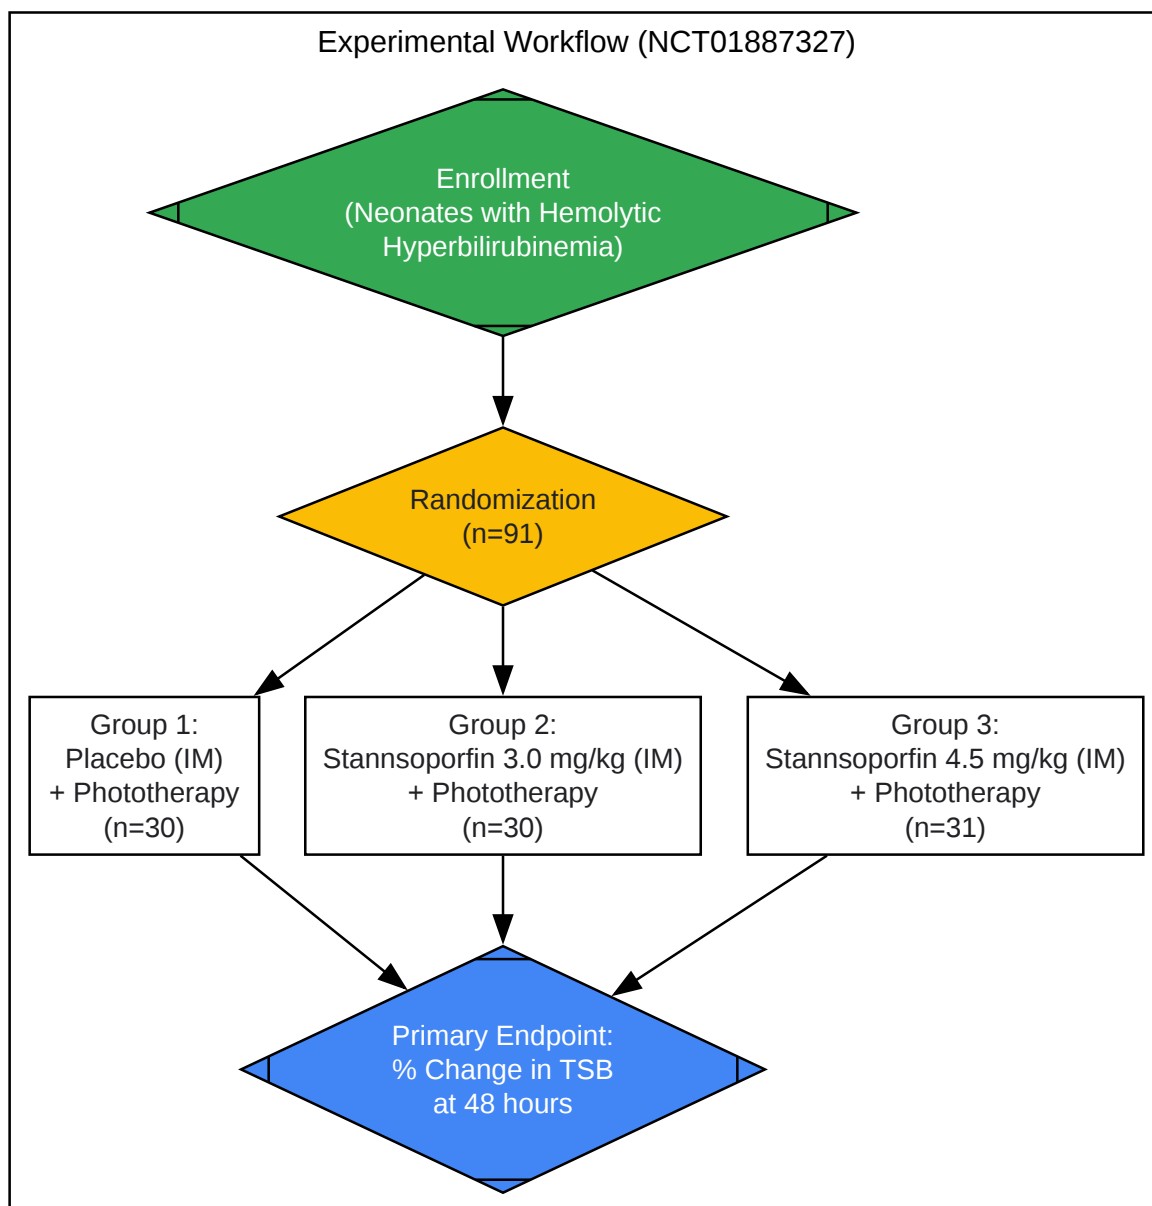 Experimental Workflow (NCT01887327)
Enrollment
(Neonates with Hemolytic
Hyperbilirubinemia)
Randomization
(n=91)
Group 1:
Placebo (IM)
+ Phototherapy
(n=30)
Group 2:
Stannsoporfin 3.0 mg/kg (IM)
+ Phototherapy
(n=30)
Group 3:
Stannsoporfin 4.5 mg/kg (IM)
+ Phototherapy
(n=31)
Primary Endpoint:
% Change in TSB
at 48 hours